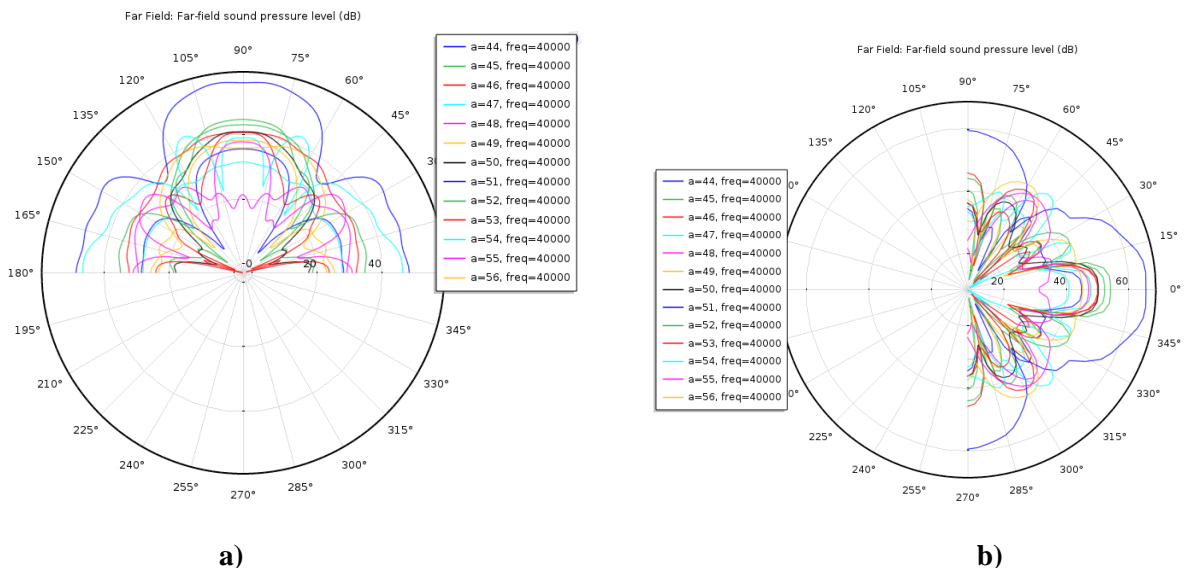 Far Field: Far-field sound pressure level (dB)
90°
105°
75°
120°
60°
135°
45°
150°
3
165°
180°
-0
20
40
195°
345°
210°
330°
225°
315°
240°
300°
255°
285°
270°
a=44, freq=40000
a=45, freq=40000
a=46, freq=40000
a=47, freq=40000
a=48, freq=40000
a=49, freq=40000
a=50, freq=40000
a=51, freq=40000
a=52, freq=40000
a=53, freq=40000
a=54, freq=40000
a=55, freq=40000
a=56, freq=40000
a)
Far Field: Far-field sound pressure level (dB)
90°
105°
75°
120°
60°
135°
45°
0°
30°
15°
20
40
60
0°
345°
0°
225°
315°
240°
300°
255°
285°
270°
a=44, freq=40000
a=45, freq=40000
a=46, freq=40000
a=47, freq=40000
a=48, freq=40000
a=49, freq=40000
a=50, freq=40000
a=51, freq=40000
a=52, freq=40000
a=53, freq=40000
a=54, freq=40000
a=55, freq=40000
a=56, freq=40000
b)